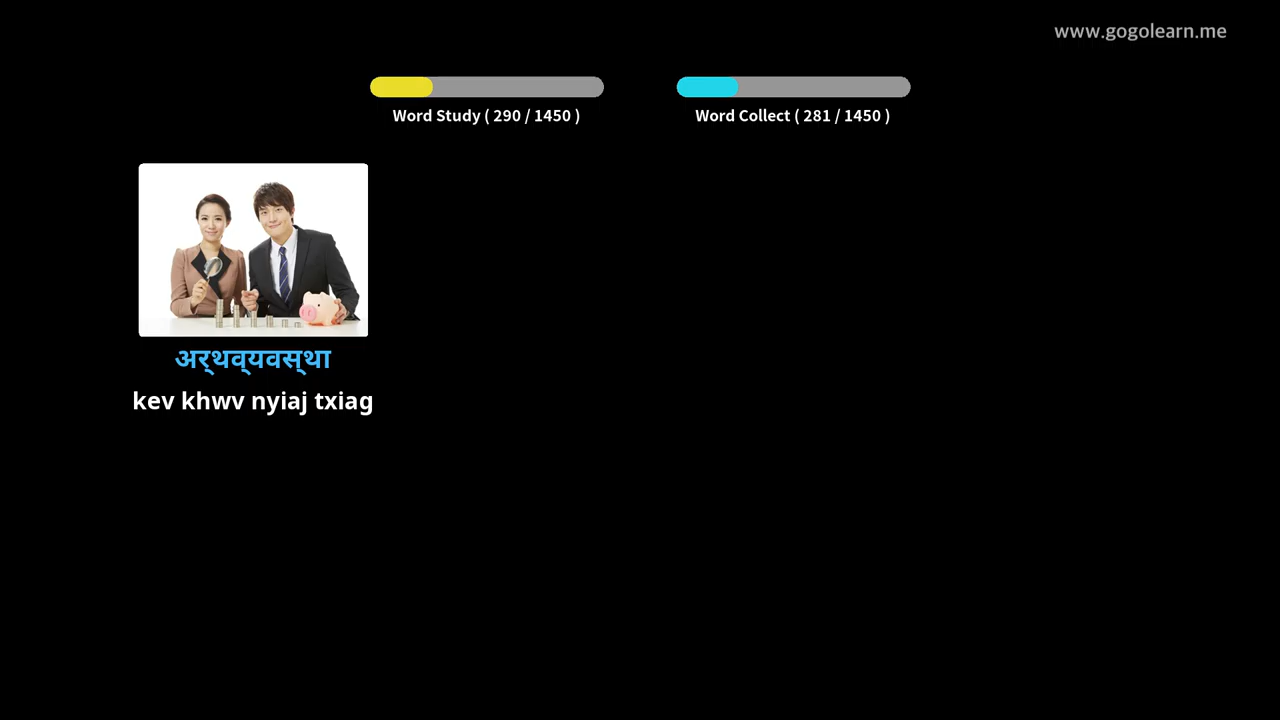 www.gogolearn.me
Word Study ( 290 / 1450 )
Word Collect ( 281 / 1450 )
अर्थव्यवस्था
kev khwv nyiaj txiag